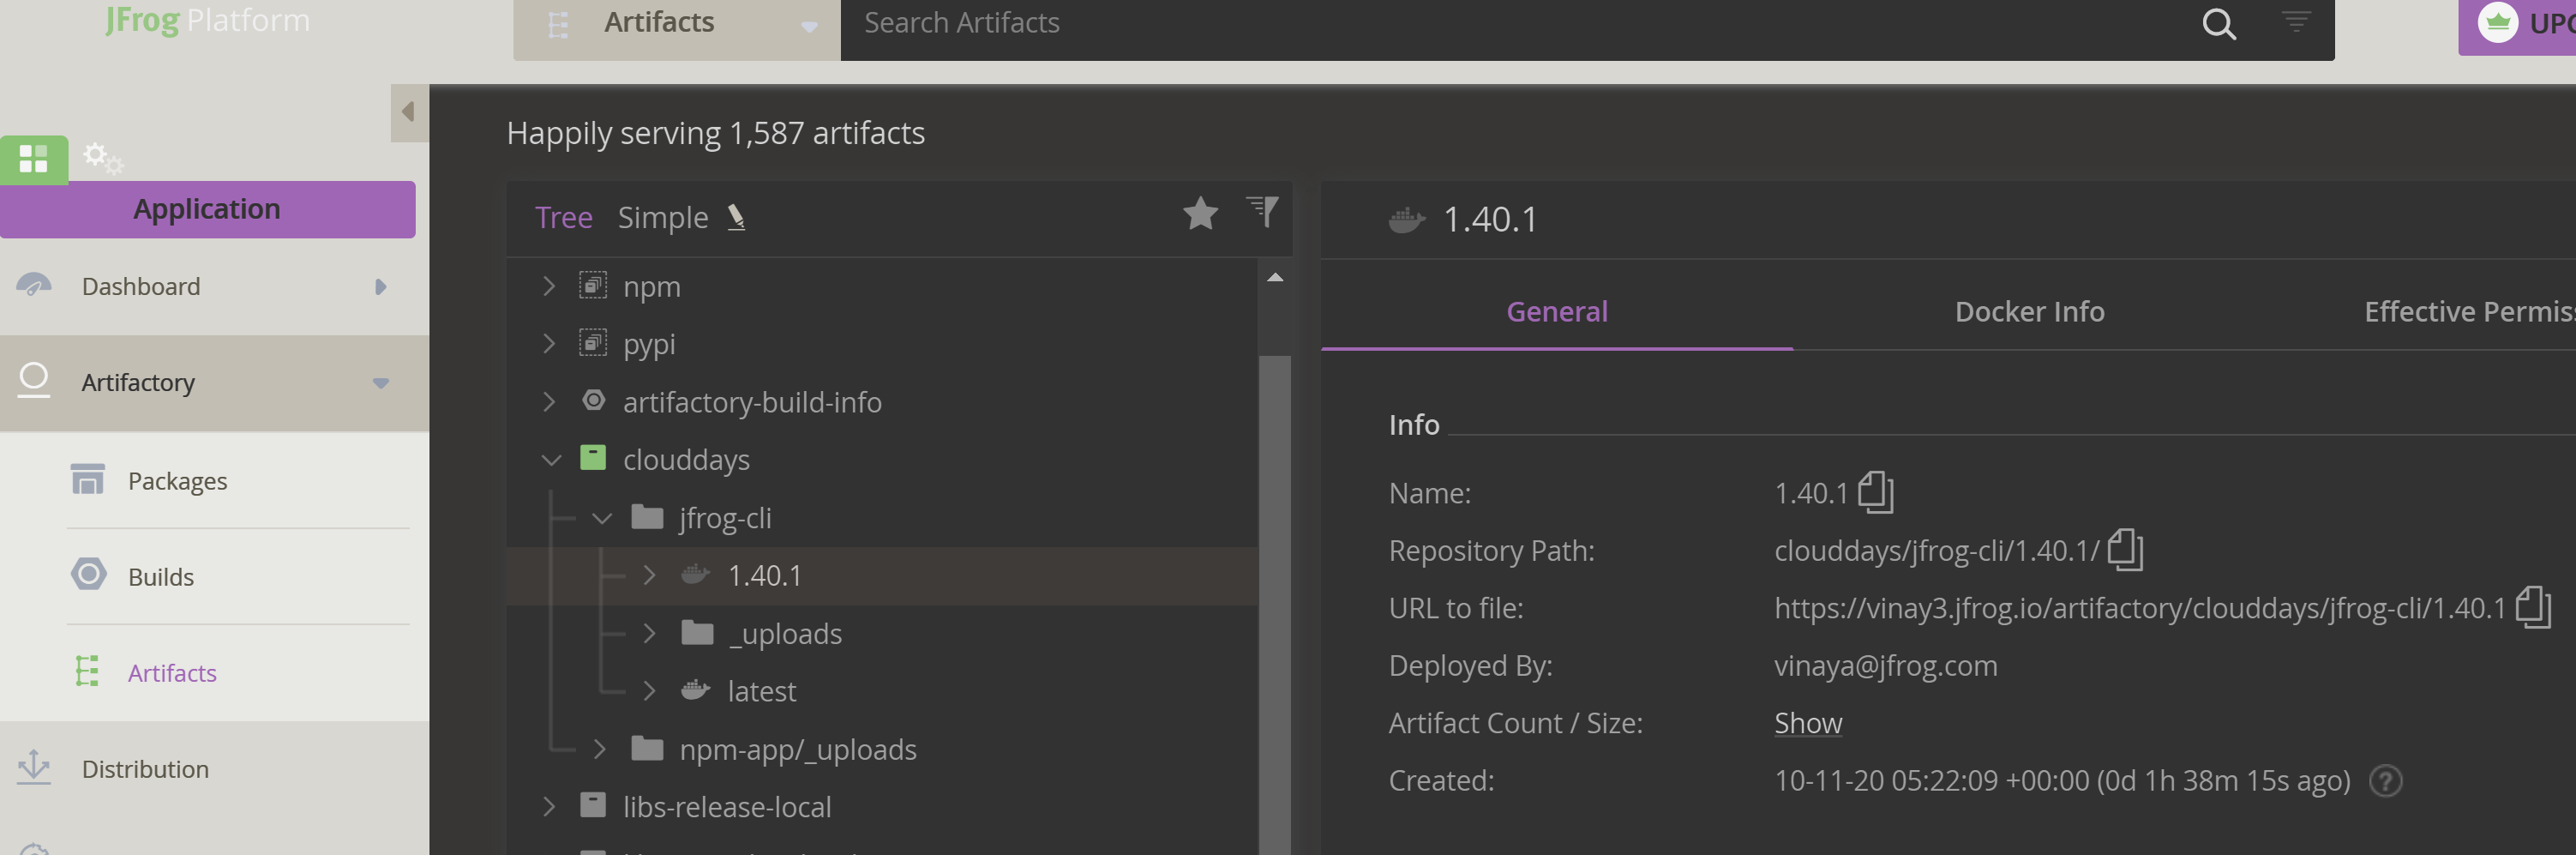 JFrog Platform
Artifacts
Search Artifacts
Happily serving 1,587 artifacts
Application
Dashboard
Artifactory
Packages
Builds
Artifacts
Distribution
Tree Simple
npm
pypi
artifactory-build-info
clouddays
jfrog-cli
1.40.1
_uploads
latest
npm-app/_uploads
libs-release-local
1.40.1
General Docker Info
Effective
Info
Name: 1.40.1
Repository Path: clouddays/jfrog-cli/1.40.1/
URL to file: https://vinay3.jfrog.io/artifactory/clouddays/jfrog-cli/1.40.1
Deployed By: vinaya@jfrog.com
Artifact Count / Size: Show
Created: 10-11-20 05:22:09 +00:00 (0d 1h 38m 15s ago) ?